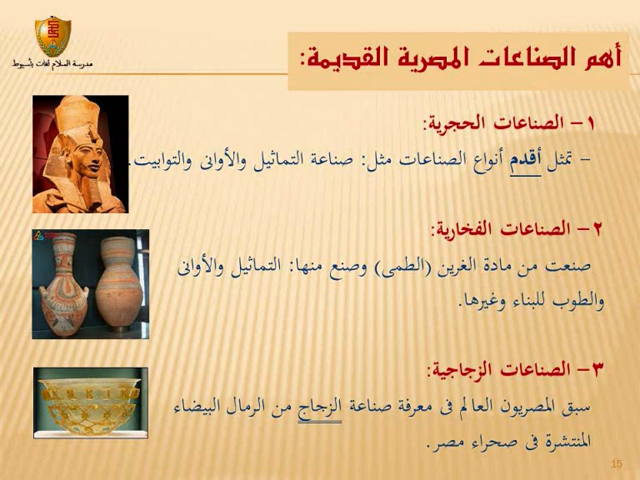 مدرسة السلام لغات بأسيوط
أهم الصناعات المصرية القديمة:
١- الصناعات الحجرية:
- تمثل أقدم أنواع الصناعات مثل: صناعة التماثيل والأوانى والتوابيت.
٢- الصناعات الفخارية:
صنعت من مادة الغرين (الطمى) وصنع منها: التماثيل والأوانى
والطوب للبناء وغيرها.
٣- الصناعات الزجاجية:
سبق المصريون العالم فى معرفة صناعة الزجاج من الرمال البيضاء
المنتشرة فى صحراء مصر.
15